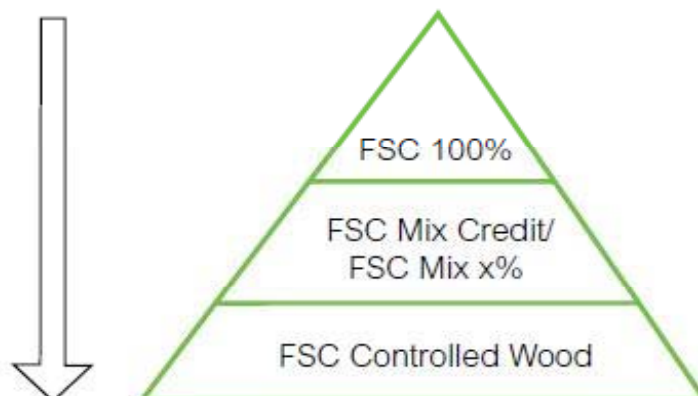 FSC 100%
FSC Mix Credit/
FSC Mix x%
FSC Controlled Wood